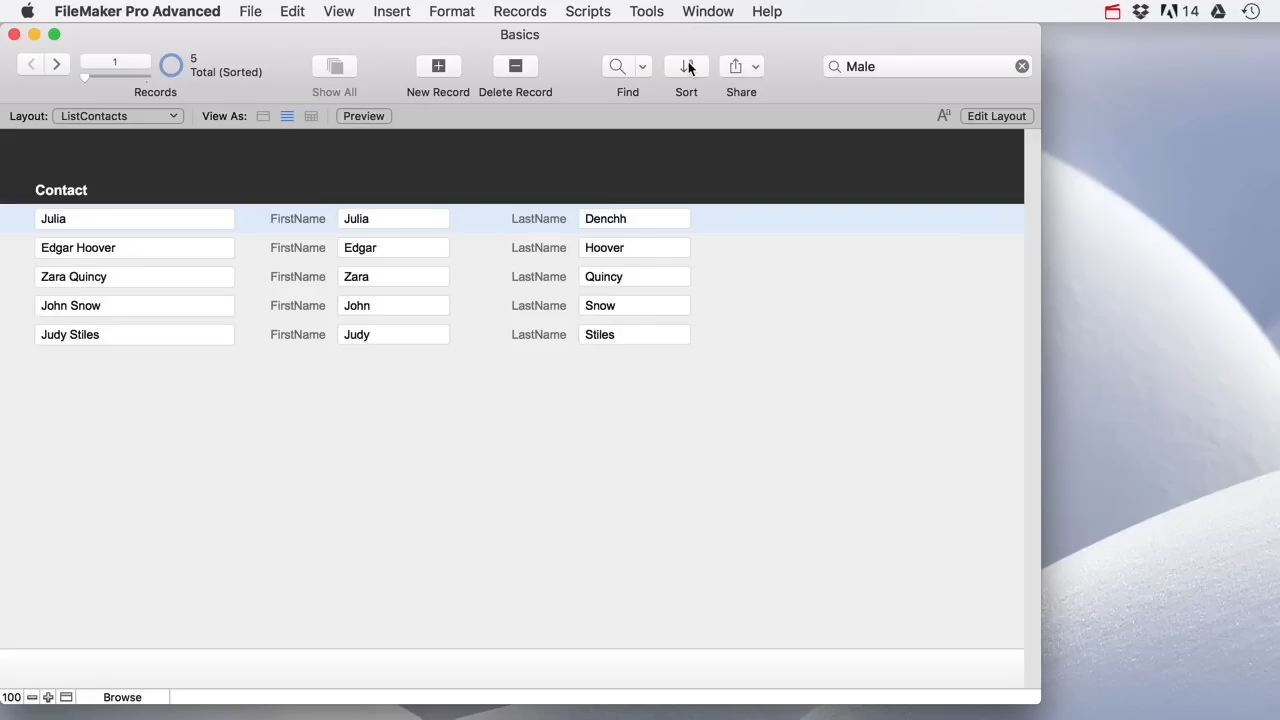 FileMaker Pro Advanced File Edit View Insert Format Records Scripts Tools Window Help 14
Basics
1 5
Total (Sorted) Male
Records Show All New Record Delete Record Find Sort Share
Layout: ListContacts View As: Preview Aa Edit Layout
Contact
Julia FirstName Julia LastName Denchh
Edgar Hoover FirstName Edgar LastName Hoover
Zara Quincy FirstName Zara LastName Quincy
John Snow FirstName John LastName Snow
Judy Stiles FirstName Judy LastName Stiles
100 Browse